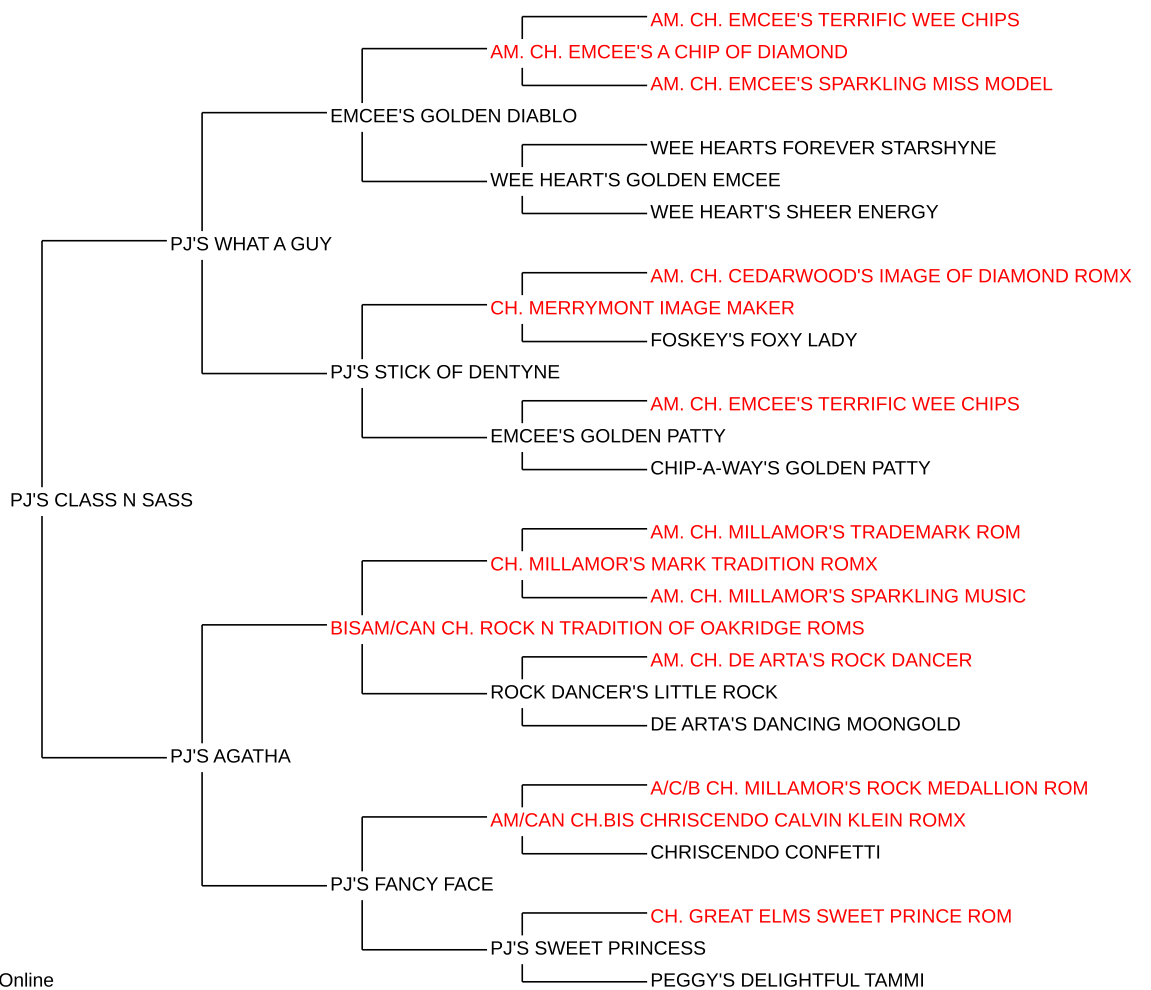 AM. CH. EMCEE'S TERRIFIC WEE CHIPS
AM. CH. EMCEE'S A CHIP OF DIAMOND
AM. CH. EMCEE'S SPARKLING MISS MODEL
EMCEE'S GOLDEN DIABLO
WEE HEARTS FOREVER STARSHYNE
WEE HEART'S GOLDEN EMCEE
WEE HEART'S SHEER ENERGY
PJ'S WHAT A GUY
AM. CH. CEDARWOOD'S IMAGE OF DIAMOND ROMX
CH. MERRYMONT IMAGE MAKER
FOSKEY'S FOXY LADY
PJ'S STICK OF DENTYNE
AM. CH. EMCEE'S TERRIFIC WEE CHIPS
EMCEE'S GOLDEN PATTY
CHIP-A-WAY'S GOLDEN PATTY
PJ'S CLASS N SASS
AM. CH. MILLAMOR'S TRADEMARK ROM
CH. MILLAMOR'S MARK TRADITION ROMX
AM. CH. MILLAMOR'S SPARKLING MUSIC
BISAM/CAN CH. ROCK N TRADITION OF OAKRIDGE ROMS
AM. CH. DE ARTA'S ROCK DANCER
ROCK DANCER'S LITTLE ROCK
DE ARTA'S DANCING MOONGOLD
PJ'S AGATHA
A/C/B CH. MILLAMOR'S ROCK MEDALLION ROM
AM/CAN CH.BIS CHRISCENDO CALVIN KLEIN ROMX
CHRISCENDO CONFETTI
PJ'S FANCY FACE
CH. GREAT ELMS SWEET PRINCE ROM
PJ'S SWEET PRINCESS
PEGGY'S DELIGHTFUL TAMMI
Online